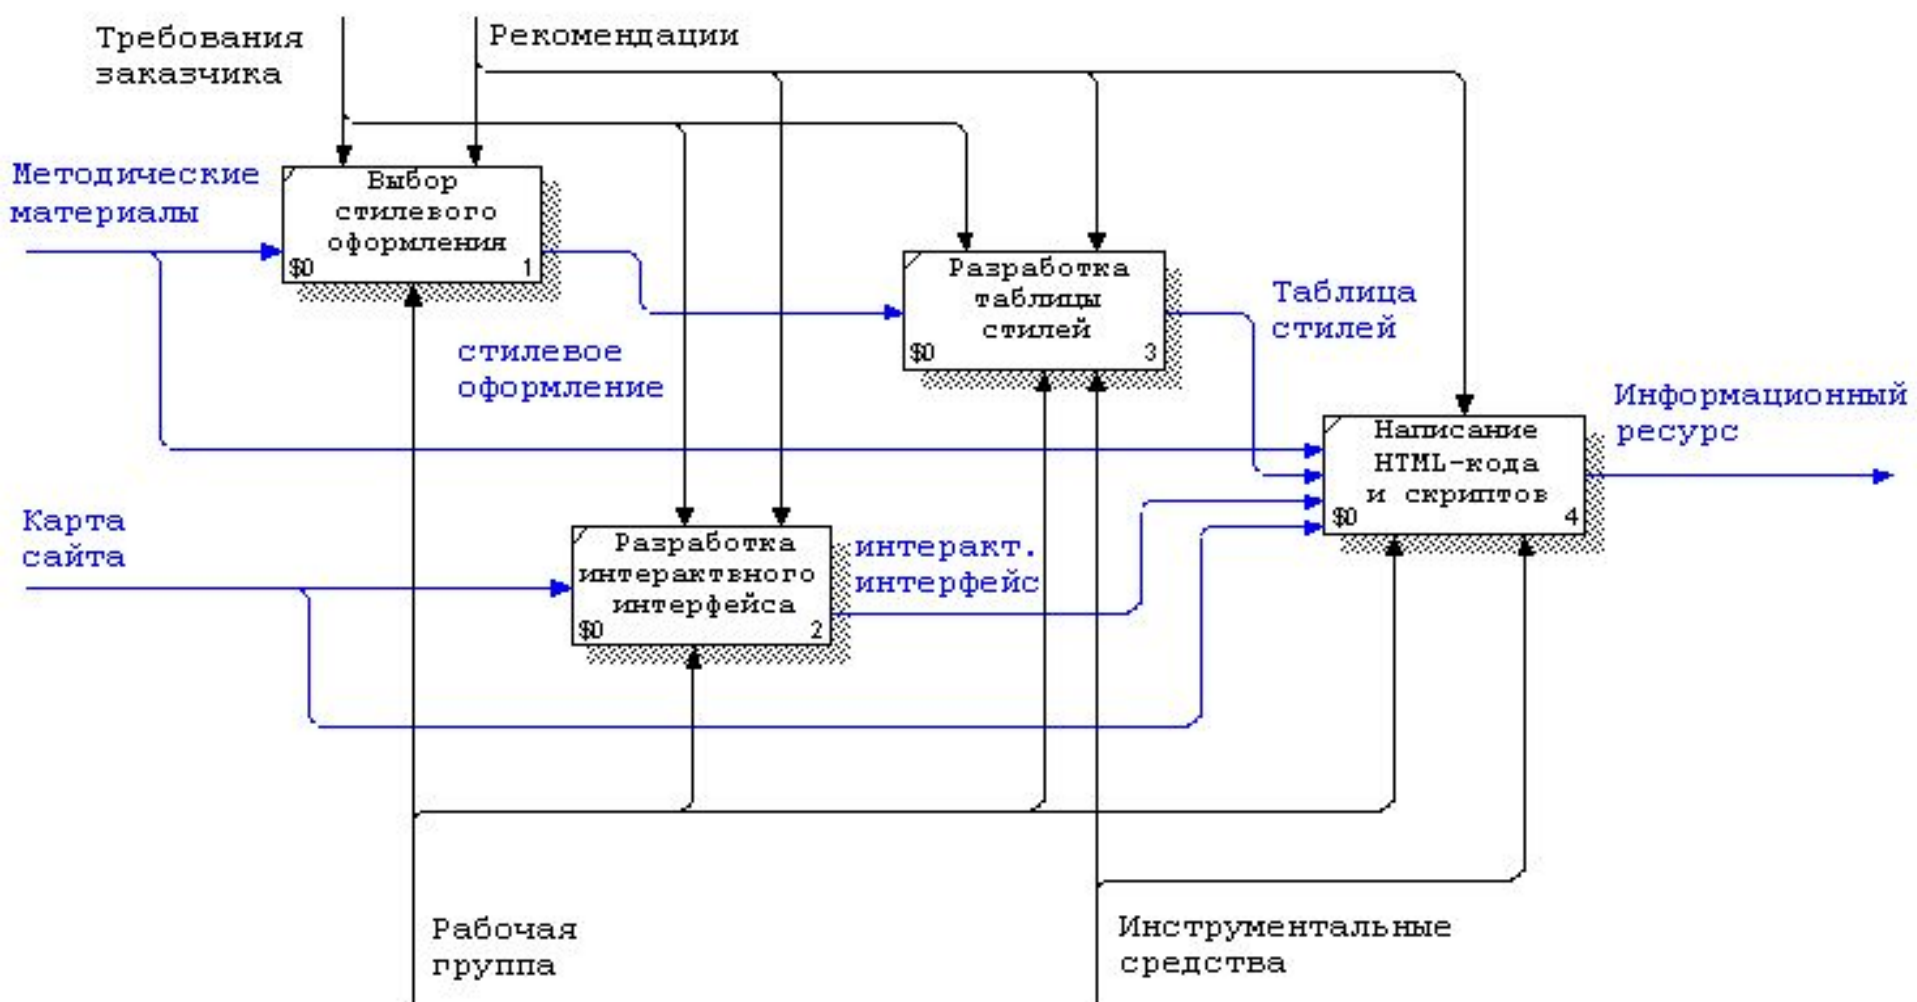 Требования
заказчика
Рекомендации
Методические
материалы
Выбор
стилевого
оформления
$0 1
стилевое
оформление
Разработка
таблицы
стилей
$0 3
Таблица
стилей
Информационный
ресурс
Написание
HTML-кода
и скриптов
$0 4
Карта
сайта
Разработка
интерактвного
интерфейса
$0 2
интеракт.
интерфейс
Рабочая
группа
Инструментальные
средства